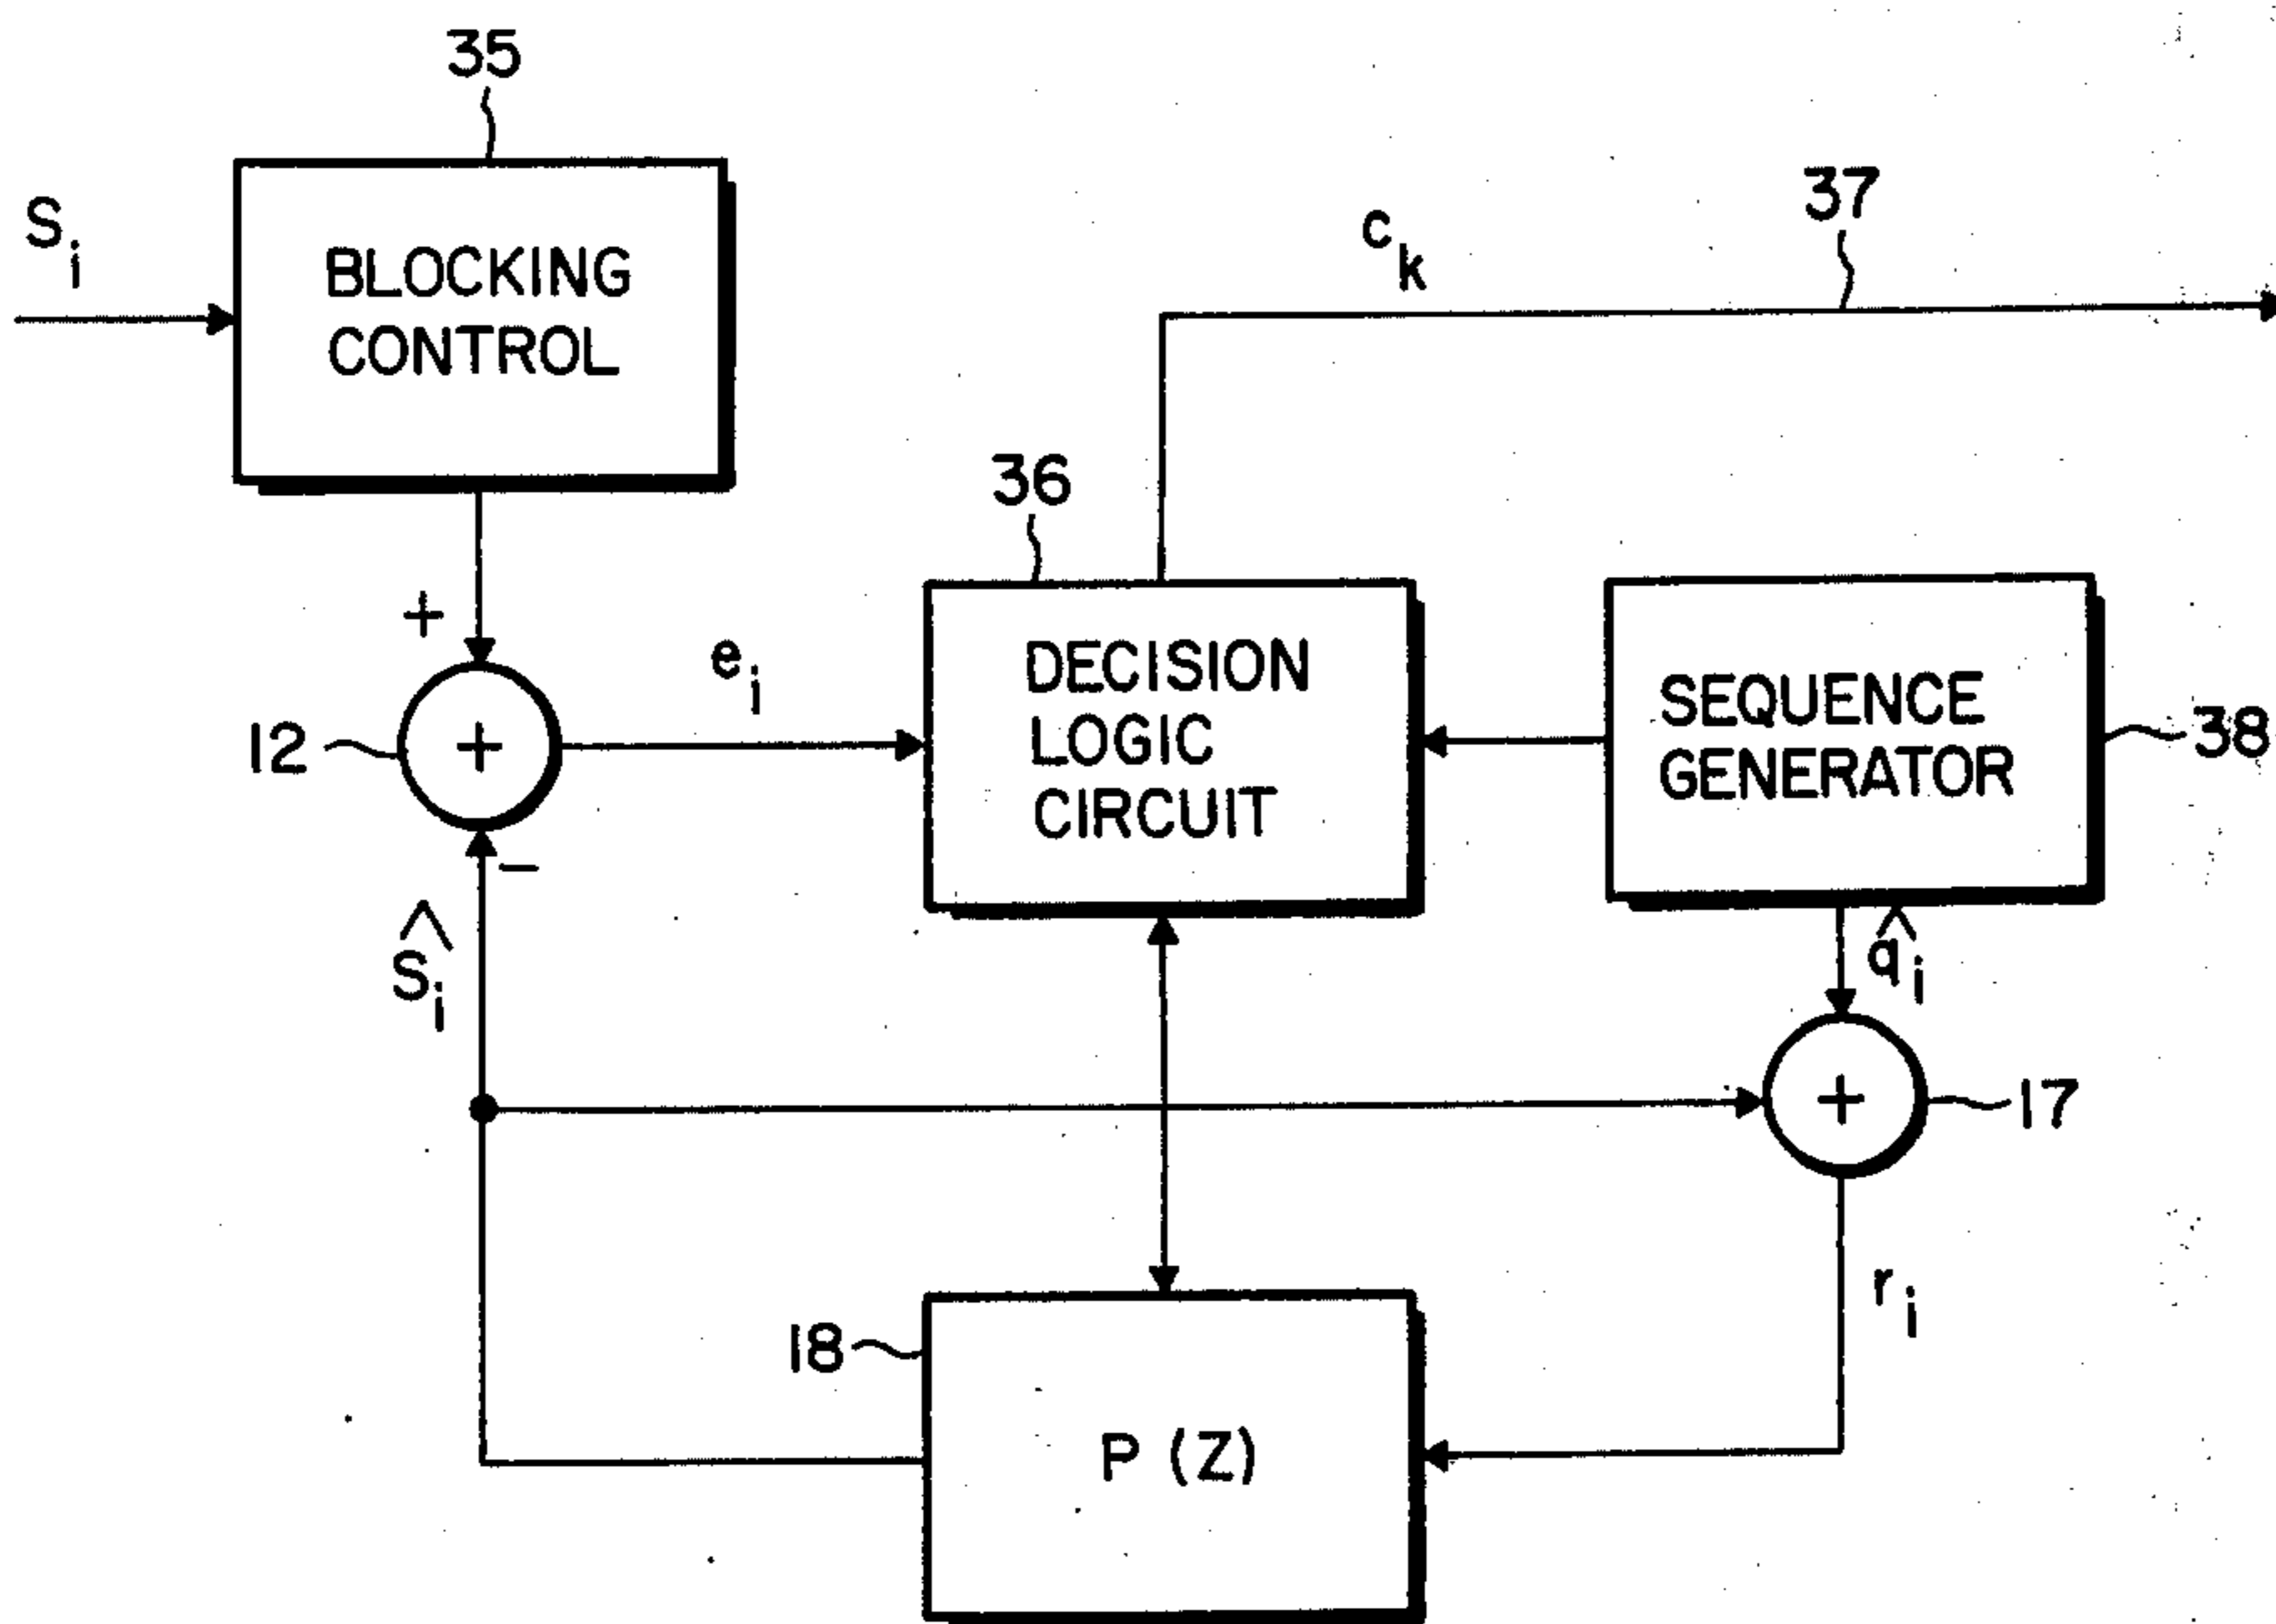 35
S_i
BLOCKING
CONTROL
c_k
37
36
+
e_i
DECISION
LOGIC
CIRCUIT
SEQUENCE
GENERATOR
38
12
+
−
Ŝ_i
q̂_i
+
17
r_i
18
P (Z)